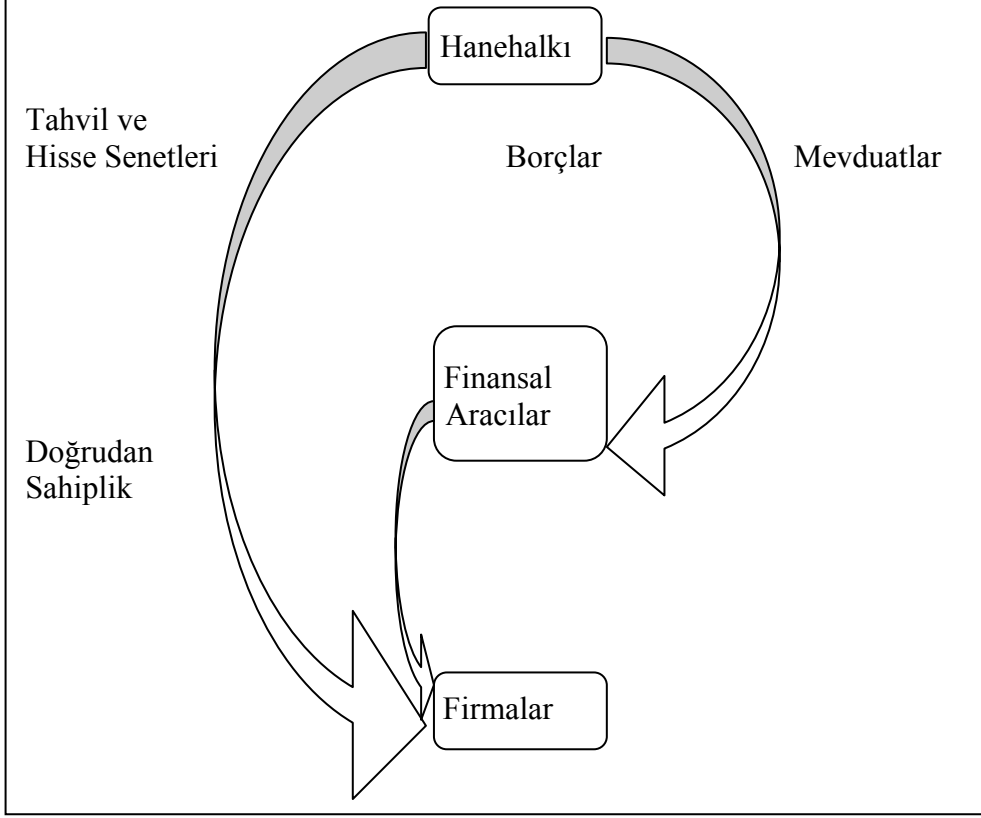 Hanehalkı
Tahvil ve
Hisse Senetleri
Borçlar
Mevduatlar
Finansal
Aracılar
Doğrudan
Sahiplik
Firmalar